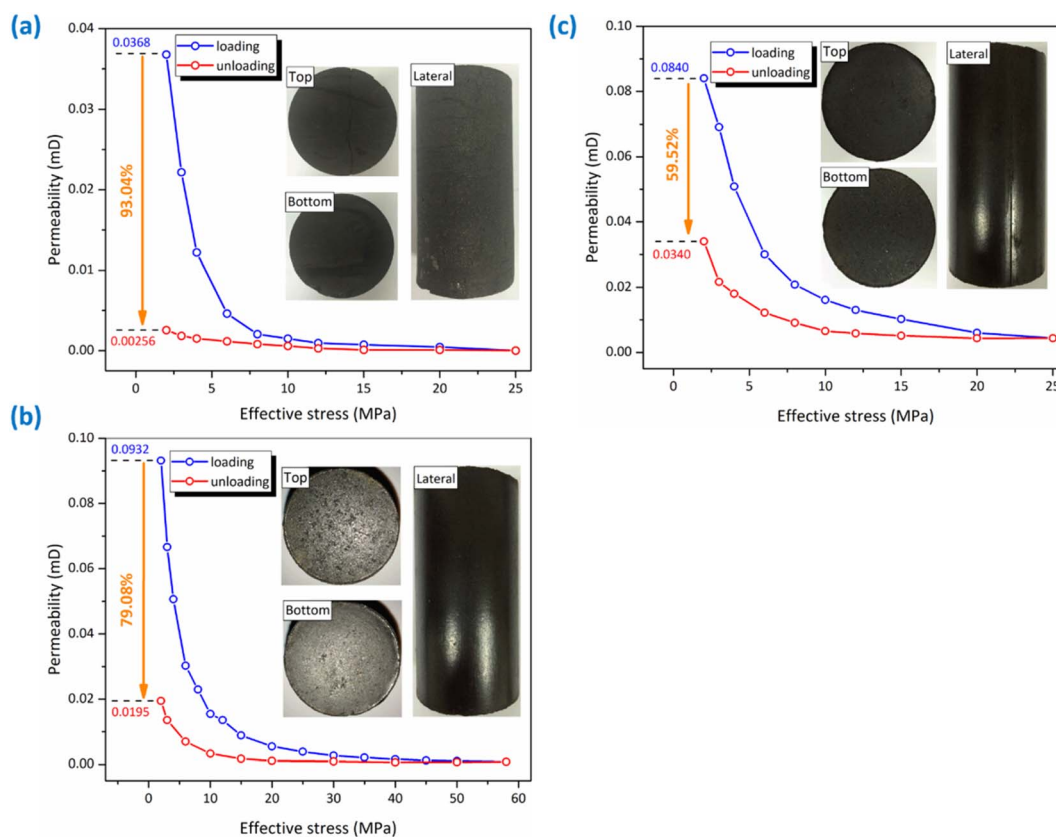 (a)
0.04
0.03
0.02
0.01
0.00
Permeability (mD)
0.0368
93.04%
0.00256
loading
unloading
Top
Bottom
Lateral
0 5 10 15 20 25
Effective stress (MPa)
(c)
0.10
0.08
0.06
0.04
0.02
0.00
Permeability (mD)
0.0840
59.52%
0.0340
loading
unloading
Top
Bottom
Lateral
0 5 10 15 20 25
Effective stress (MPa)
(b)
0.10
0.08
0.06
0.04
0.02
0.00
Permeability (mD)
0.0932
79.08%
0.0195
loading
unloading
Top
Bottom
Lateral
0 10 20 30 40 50 60
Effective stress (MPa)